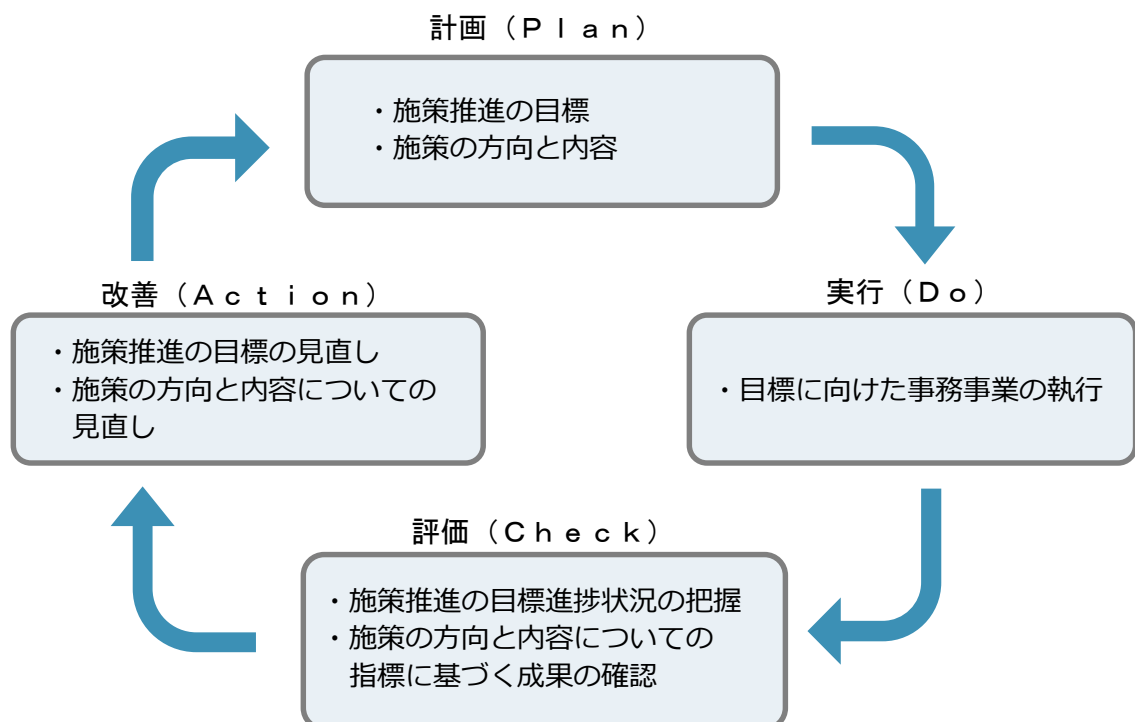 計画（Ｐｌａｎ）
・施策推進の目標
・施策の方向と内容
改善（Ａｃｔｉｏｎ）
・施策推進の目標の見直し
・施策の方向と内容についての
見直し
実行（Ｄｏ）
・目標に向けた事務事業の執行
評価（Ｃｈｅｃｋ）
・施策推進の目標進捗状況の把握
・施策の方向と内容についての
指標に基づく成果の確認